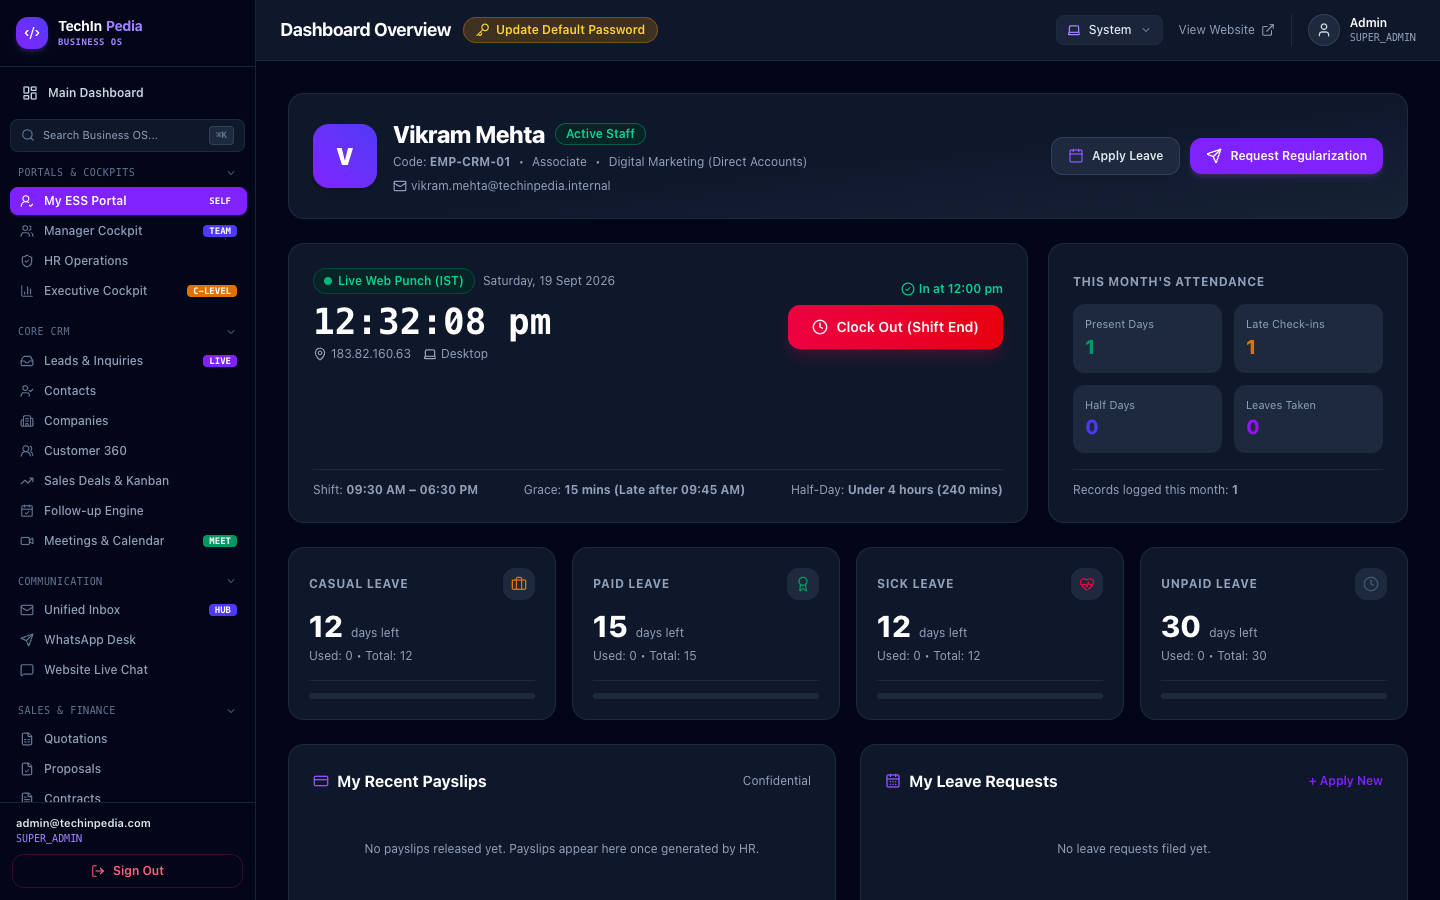 TechIn Pedia
BUSINESS OS
Main Dashboard
Search Business OS... ⌘K
PORTALS & COCKPITS
My ESS Portal SELF
Manager Cockpit TEAM
HR Operations
Executive Cockpit C-LEVEL
CORE CRM
Leads & Inquiries LIVE
Contacts
Companies
Customer 360
Sales Deals & Kanban
Follow-up Engine
Meetings & Calendar MEET
COMMUNICATION
Unified Inbox HUB
WhatsApp Desk
Website Live Chat
SALES & FINANCE
Quotations
Proposals
Contracts
admin@techinpedia.com
SUPER_ADMIN
Sign Out
Dashboard Overview Update Default Password
System View Website
Admin
SUPER_ADMIN
V
Vikram Mehta Active Staff
Code: EMP-CRM-01 • Associate • Digital Marketing (Direct Accounts)
vikram.mehta@techinpedia.internal
Apply Leave Request Regularization
Live Web Punch (IST) Saturday, 19 Sept 2026
12:32:08 pm
183.82.160.63 Desktop
In at 12:00 pm
Clock Out (Shift End)
Shift: 09:30 AM – 06:30 PM Grace: 15 mins (Late after 09:45 AM) Half-Day: Under 4 hours (240 mins)
THIS MONTH'S ATTENDANCE
Present Days
1
Late Check-ins
1
Half Days
0
Leaves Taken
0
Records logged this month: 1
CASUAL LEAVE
12 days left
Used: 0 • Total: 12
PAID LEAVE
15 days left
Used: 0 • Total: 15
SICK LEAVE
12 days left
Used: 0 • Total: 12
UNPAID LEAVE
30 days left
Used: 0 • Total: 30
My Recent Payslips Confidential
No payslips released yet. Payslips appear here once generated by HR.
My Leave Requests + Apply New
No leave requests filed yet.